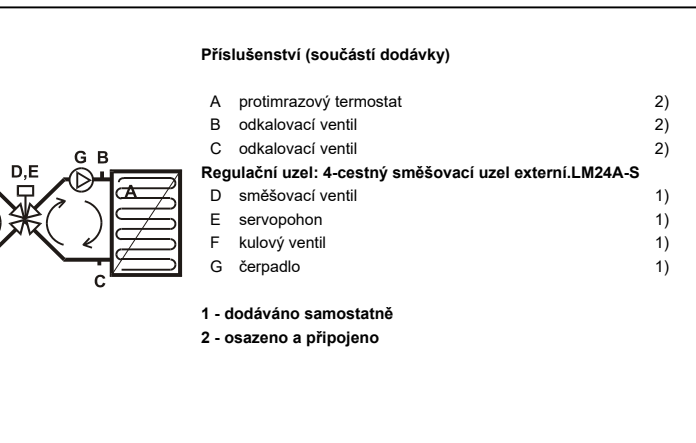 Příslušenství (součástí dodávky)
A protimrazový termostat 2)
B odkalovací ventil 2)
C odkalovací ventil 2)
Regulační uzel: 4-cestný směšovací uzel externí.LM24A-S
D směšovací ventil 1)
E servopohon 1)
F kulový ventil 1)
G čerpadlo 1)
1 - dodáváno samostatně
2 - osazeno a připojeno
G B
D,E
A
C